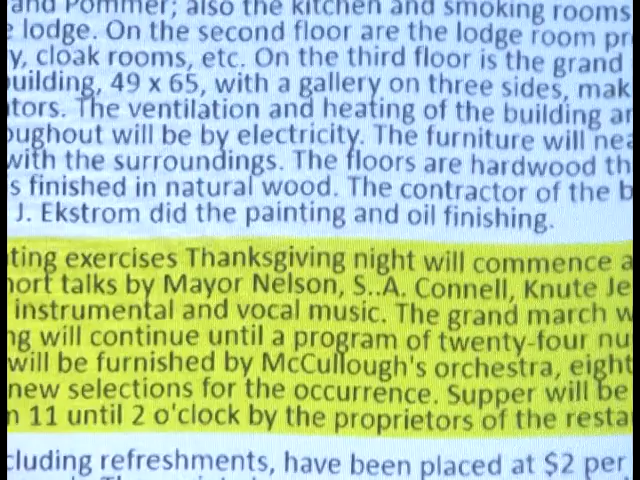 and Pommer; also the kitchen and smoking rooms
lodge. On the second floor are the lodge room pr
y, cloak rooms, etc. On the third floor is the grand
uilding, 49 x 65, with a gallery on three sides, mak
tors. The ventilation and heating of the building ar
oughout will be by electricity. The furniture will nea
with the surroundings. The floors are hardwood th
s finished in natural wood. The contractor of the b
J. Ekstrom did the painting and oil finishing.
ting exercises Thanksgiving night will commence a
hort talks by Mayor Nelson, S..A. Connell, Knute Je
instrumental and vocal music. The grand march w
ng will continue until a program of twenty-four nu
will be furnished by McCullough's orchestra, eight
new selections for the occurrence. Supper will be
n 11 until 2 o'clock by the proprietors of the resta
cluding refreshments, have been placed at $2 per